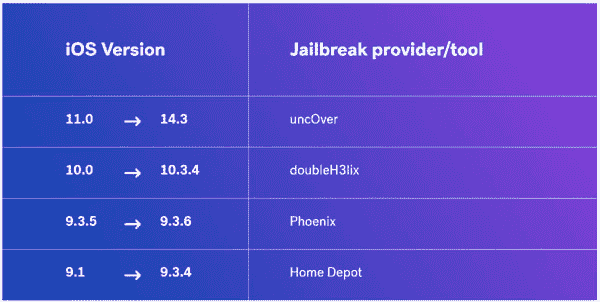 iOS Version Jailbreak provider/tool
11.0 → 14.3 uncOver
10.0 → 10.3.4 doubleH3lix
9.3.5 → 9.3.6 Phoenix
9.1 → 9.3.4 Home Depot